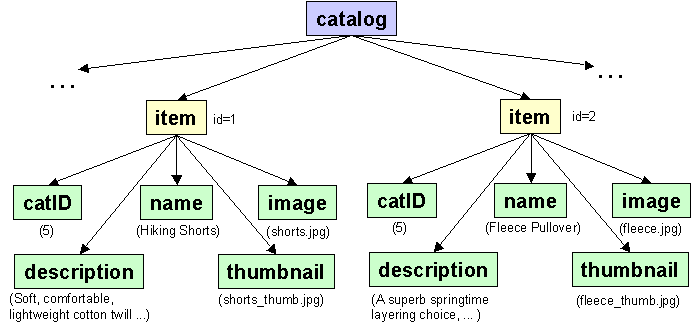 catalog
...
...
item
id=1
item
id=2
catID
name
image
catID
name
image
(5)
(Hiking Shorts)
(shorts.jpg)
(5)
(Fleece Pullover)
(fleece.jpg)
description
thumbnail
description
thumbnail
(Soft, comfortable,
lightweight cotton twill ...)
(shorts_thumb.jpg)
(A superb springtime
layering choice, ... )
(fleece_thumb.jpg)